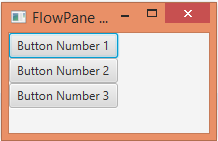 FlowPane ...
Button Number 1
Button Number 2
Button Number 3